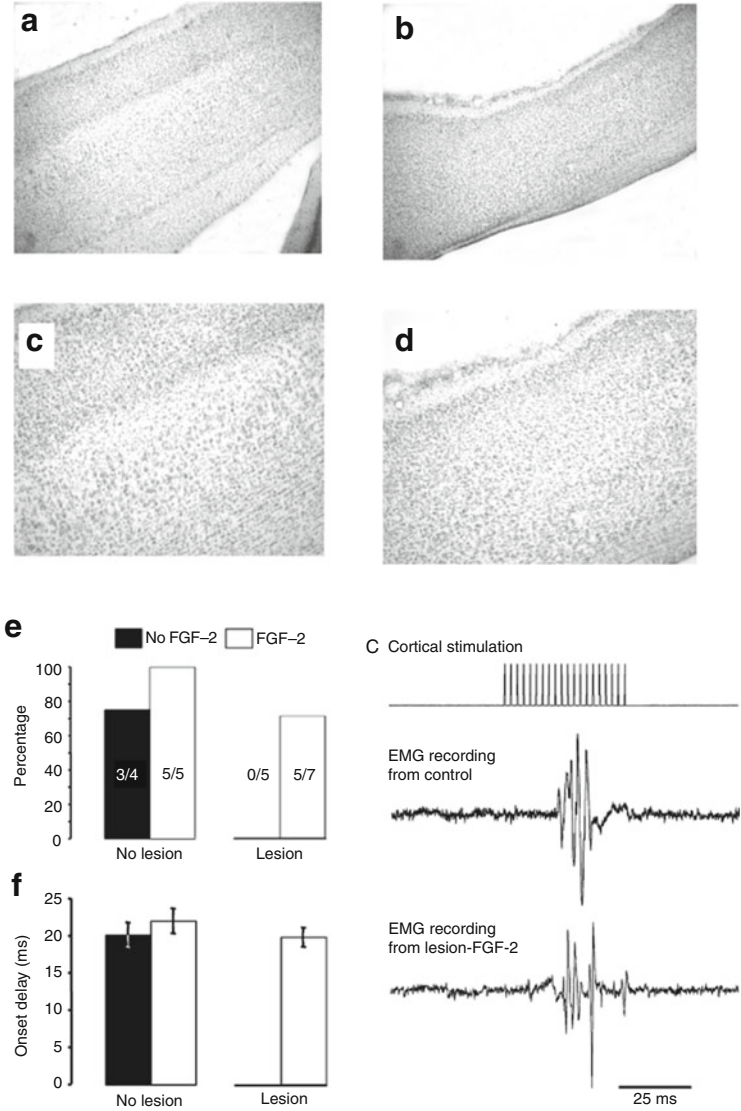 a
b
c
d
e
No FGF–2
FGF–2
100
80
60
40
20
0
Percentage
3/4
5/5
0/5
5/7
No lesion
Lesion
f
25
20
15
10
5
0
Onset delay (ms)
No lesion
Lesion
C Cortical stimulation
EMG recording
from control
EMG recording
from lesion-FGF-2
25 ms